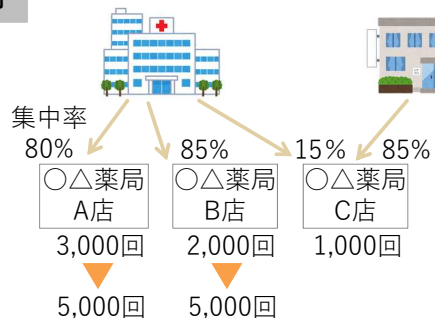 集中率
80% 85% 15% 85%
○△薬局 ○△薬局 ○△薬局
A店 B店 C店
3,000回 2,000回 1,000回
5,000回 5,000回